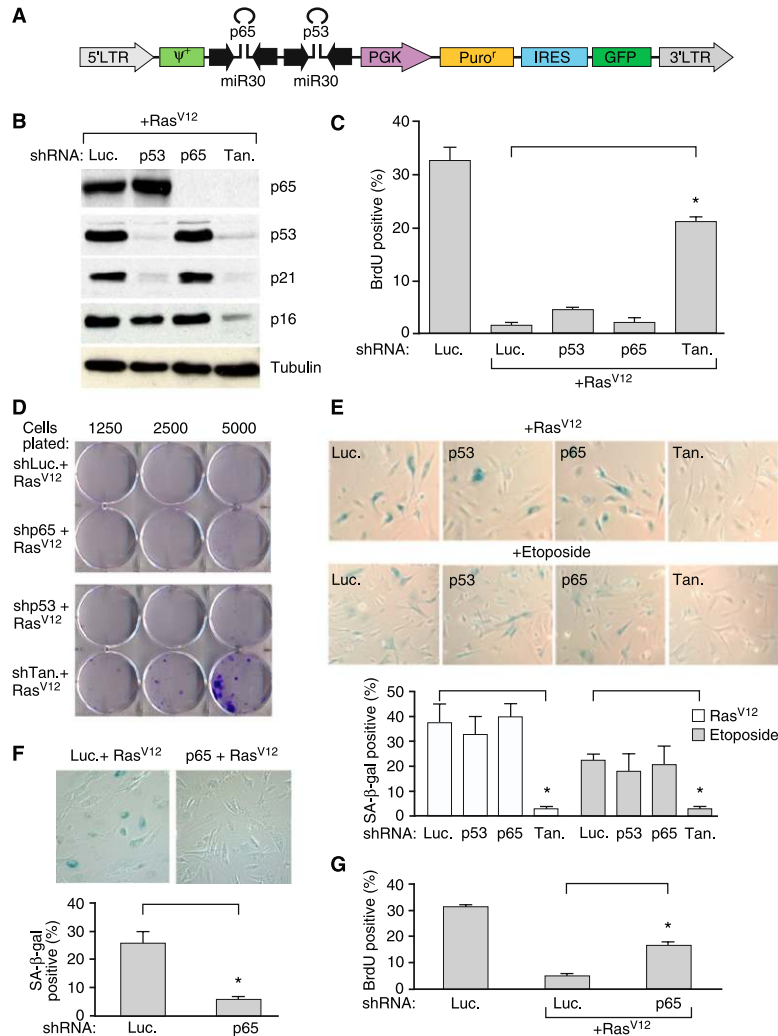 A
p65 p53
5'LTR Ψ+ PGK Puror IRES GFP 3'LTR
miR30 miR30
B
+RasV12
shRNA: Luc. p53 p65 Tan.
p65
p53
p21
p16
Tubulin
C
BrdU positive (%)
40
30
20
10
0
*
shRNA: Luc. Luc. p53 p65 Tan.
+RasV12
D
Cells plated: 1250 2500 5000
shLuc.+ RasV12
shp65 + RasV12
shp53 + RasV12
shTan.+ RasV12
E
+RasV12
Luc. p53 p65 Tan.
+Etoposide
Luc. p53 p65 Tan.
SA-β-gal positive (%)
50
40
30
20
10
0
* *
RasV12
Etoposide
shRNA: Luc. p53 p65 Tan. Luc. p53 p65 Tan.
F
Luc.+ RasV12 p65 + RasV12
SA-β-gal positive (%)
40
30
20
10
0
*
shRNA: Luc. p65
G
BrdU positive (%)
40
30
20
10
0
*
shRNA: Luc. Luc. p65
+RasV12